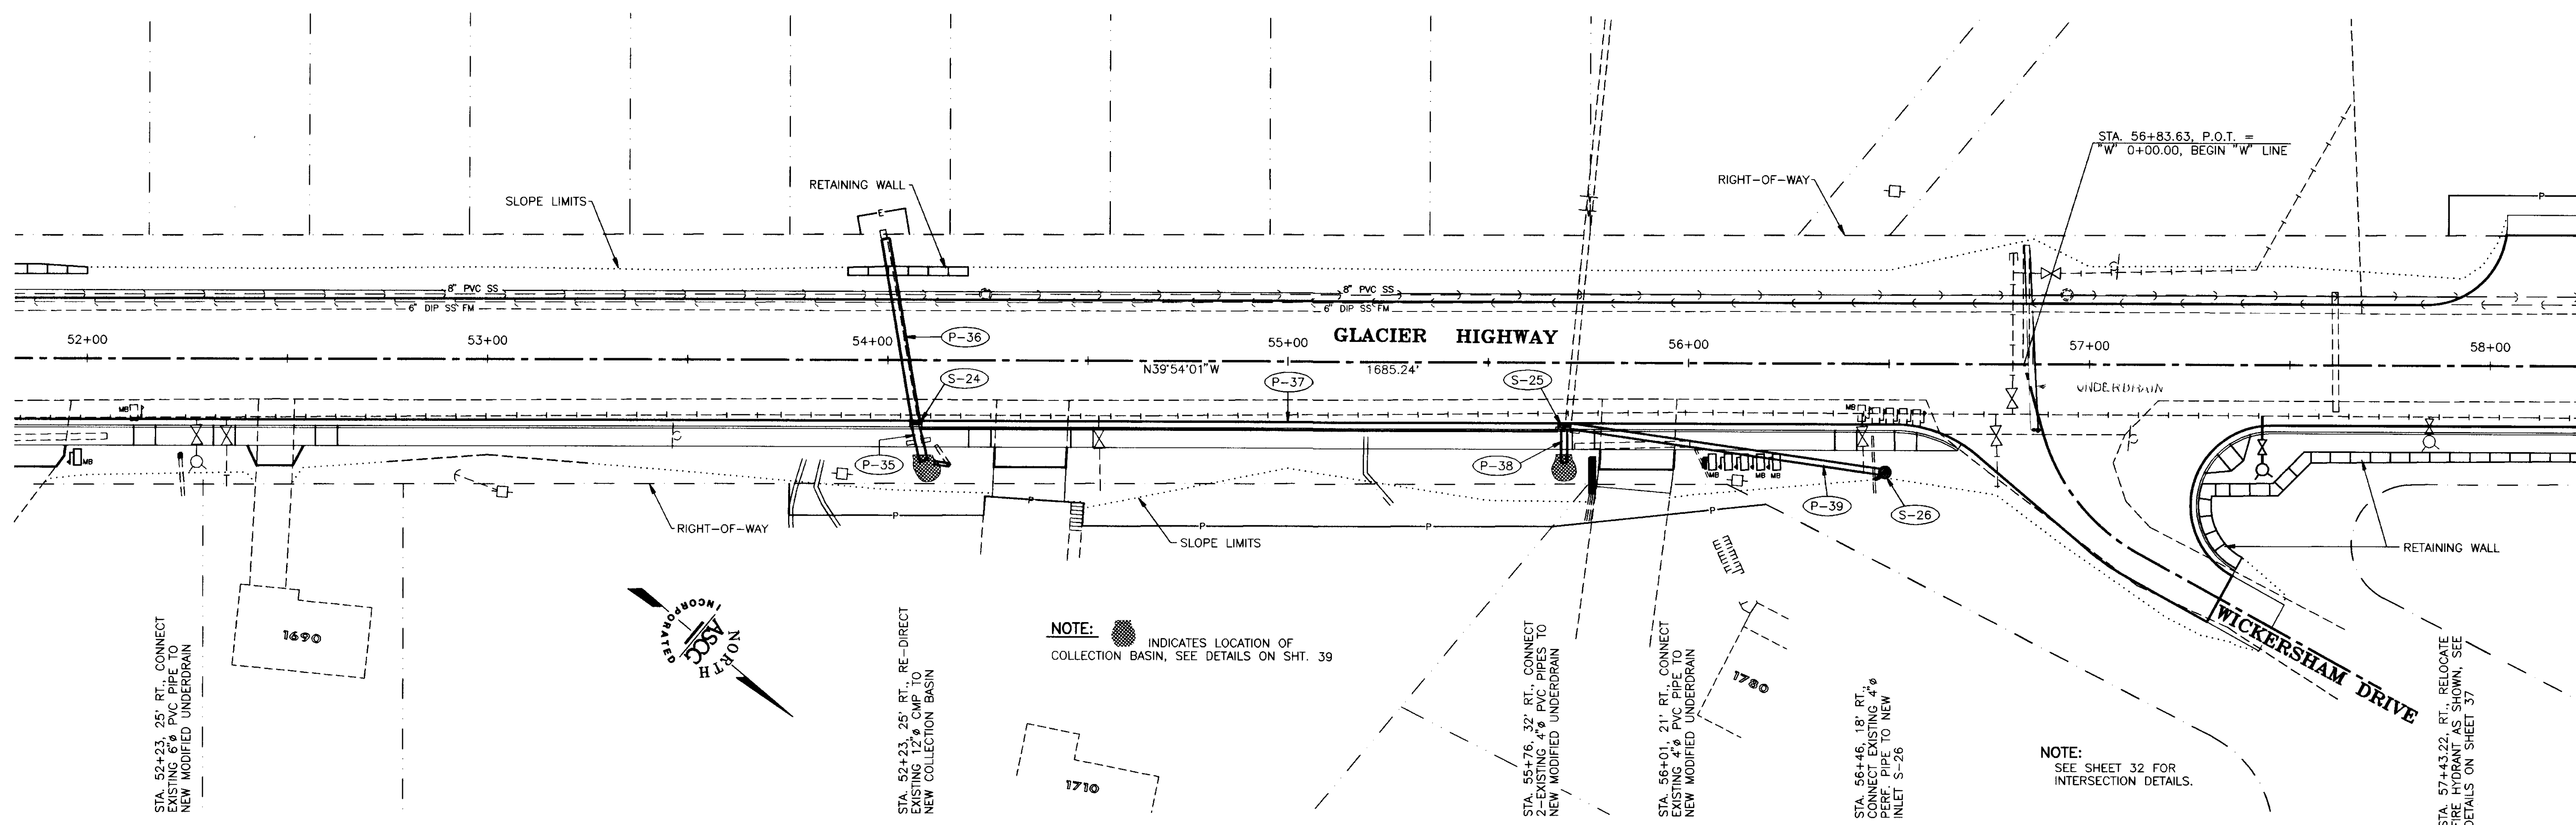 STA. 56+83.63, P.O.T. =
"W" 0+00.00, BEGIN "W" LINE
RETAINING WALL
RIGHT-OF-WAY
SLOPE LIMITS
E
P
8" PVC SS
6" DIP SS FM
8" PVC SS
6" DIP SS FM
GLACIER HIGHWAY
52+00
53+00
54+00
55+00
56+00
57+00
58+00
P-36
N39°54'01"W
1685.24'
S-24
P-37
S-25
UNDERDRAIN
MB
MB
MB
P-35
P-38
MB
MB
MB
P-39
S-26
P
P
P
P
RIGHT-OF-WAY
SLOPE LIMITS
RETAINING WALL
1690
1710
1780
NORTH
ASCG
INCORPORATED
WICKERSHAM DRIVE
NOTE:
INDICATES LOCATION OF
COLLECTION BASIN, SEE DETAILS ON SHT. 39
STA. 52+23, 25' RT., CONNECT
EXISTING 6"ø PVC PIPE TO
NEW MODIFIED UNDERDRAIN
STA. 52+23, 25' RT., RE-DIRECT
EXISTING 12"ø CMP TO
NEW COLLECTION BASIN
STA. 55+76, 32' RT., CONNECT
2-EXISTING 4"ø PVC PIPES TO
NEW MODIFIED UNDERDRAIN
STA. 56+01, 21' RT., CONNECT
EXISTING 4"ø PVC PIPE TO
NEW MODIFIED UNDERDRAIN
STA. 56+46, 18' RT.,
CONNECT EXISTING 4"ø
PERF. PIPE TO NEW
INLET S-26
NOTE:
SEE SHEET 32 FOR
INTERSECTION DETAILS.
STA. 57+43.22, RT., RELOCATE
FIRE HYDRANT AS SHOWN, SEE
DETAILS ON SHEET 37